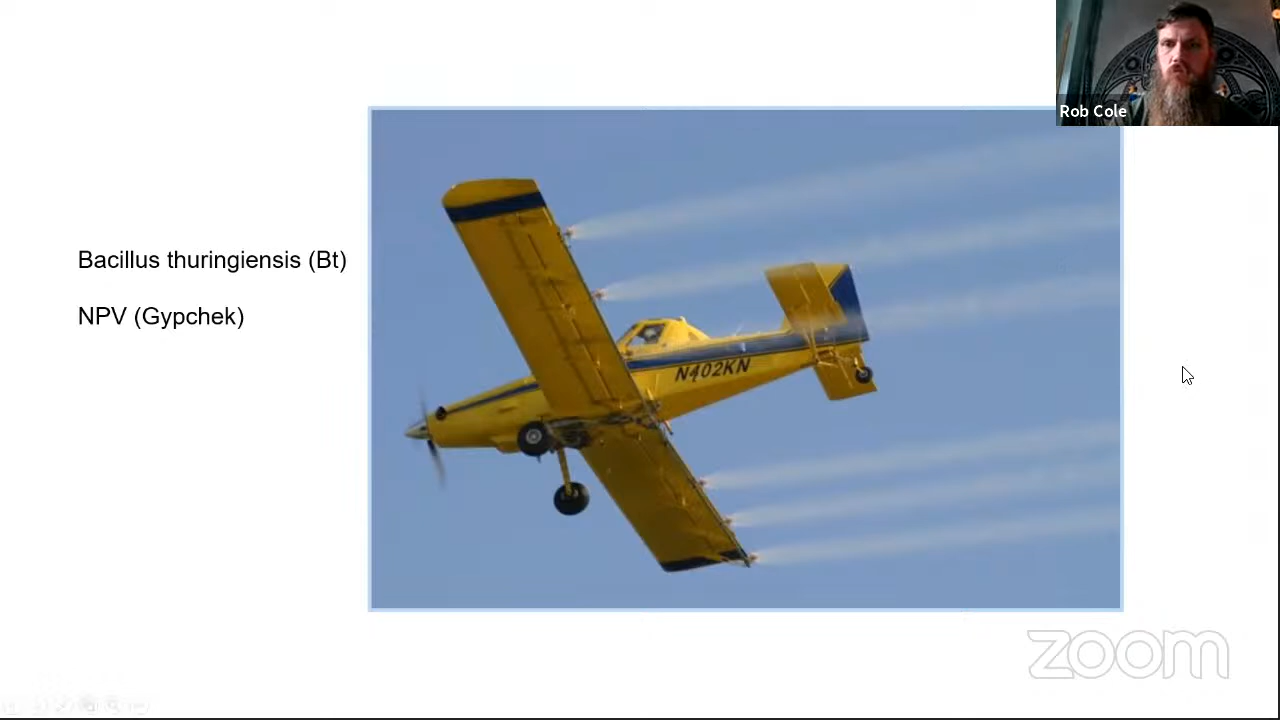 Rob Cole
Bacillus thuringiensis (Bt)
NPV (Gypchek)
N402KN
zoom